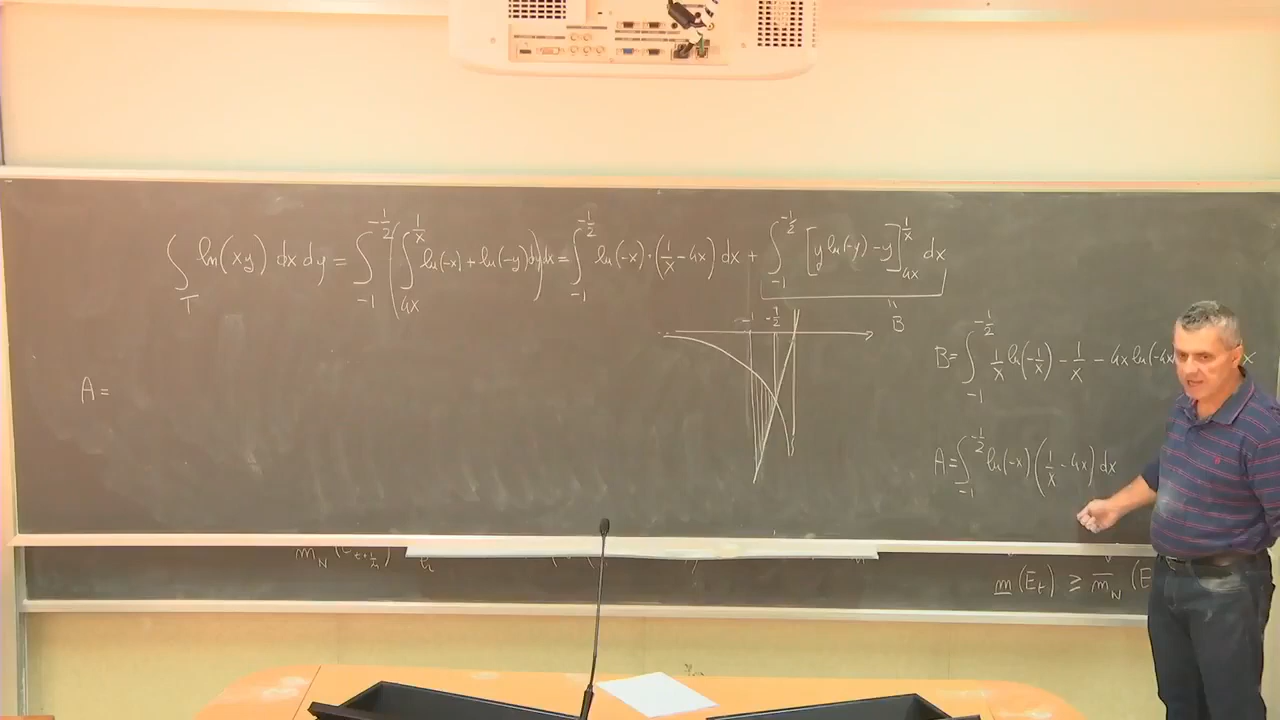 ∫_T ln(xy) dx dy = ∫_{-1}^{-1/2} ( ∫_{4x}^{1/x} ln(-x) + ln(-y) dy ) dx = ∫_{-1}^{-1/2} ln(-x) · (1/x - 4x) dx + ∫_{-1}^{-1/2} [y ln(-y) - y]_{4x}^{1/x} dx
-1 -1/2
" B
B = ∫_{-1}^{-1/2} 1/x ln(-1/x) - 1/x - 4x ln(-4x
A =
A = ∫_{-1}^{-1/2} ln(-x) (1/x - 4x) dx
m_N
m(E_t) ≥ m_N (E